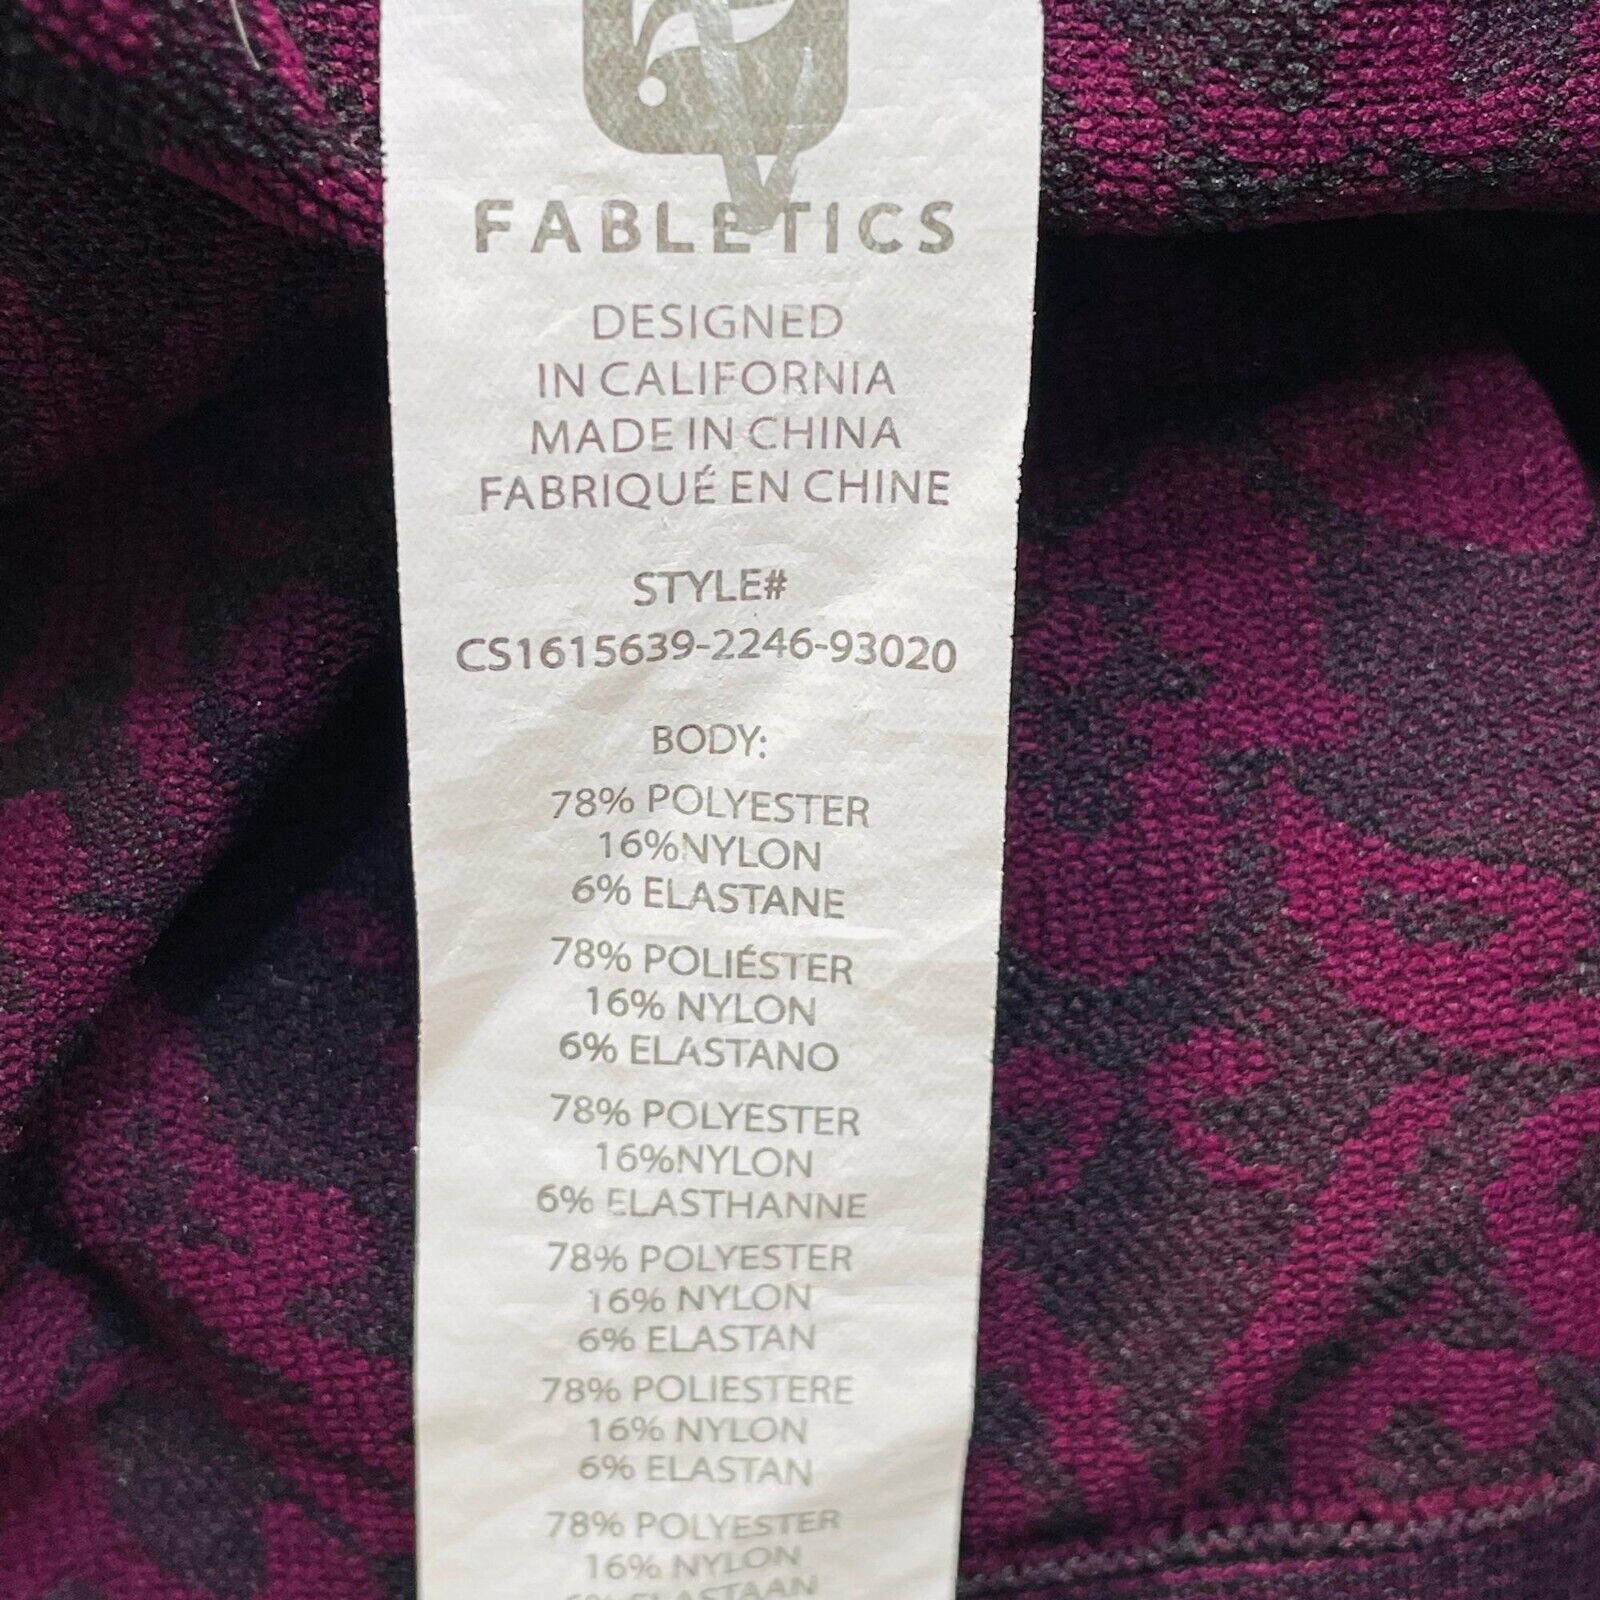 FABLETICS
DESIGNED
IN CALIFORNIA
MADE IN CHINA
FABRIQUÉ EN CHINE
STYLE#
CS1615639-2246-93020
BODY:
78% POLYESTER
16%NYLON
6% ELASTANE
78% POLIÉSTER
16% NYLON
6% ELASTANO
78% POLYESTER
16%NYLON
6% ELASTHANNE
78% POLYESTER
16% NYLON
6% ELASTAN
78% POLIESTERE
16% NYLON
6% ELASTAN
78% POLYESTER
16% NYLON
6% ELASTAAN